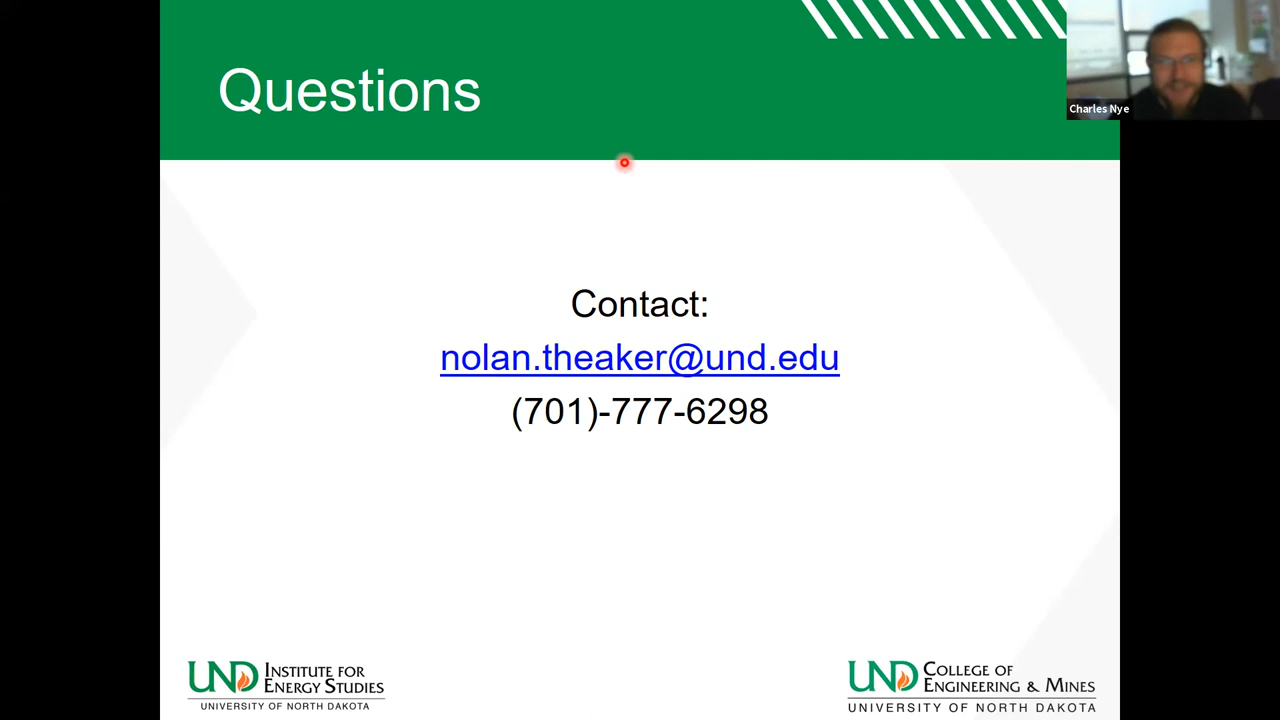 Questions
Charles Nye
Contact:
nolan.theaker@und.edu
(701)-777-6298
UND INSTITUTE FOR
ENERGY STUDIES
UNIVERSITY OF NORTH DAKOTA
UND COLLEGE OF
ENGINEERING & MINES
UNIVERSITY OF NORTH DAKOTA